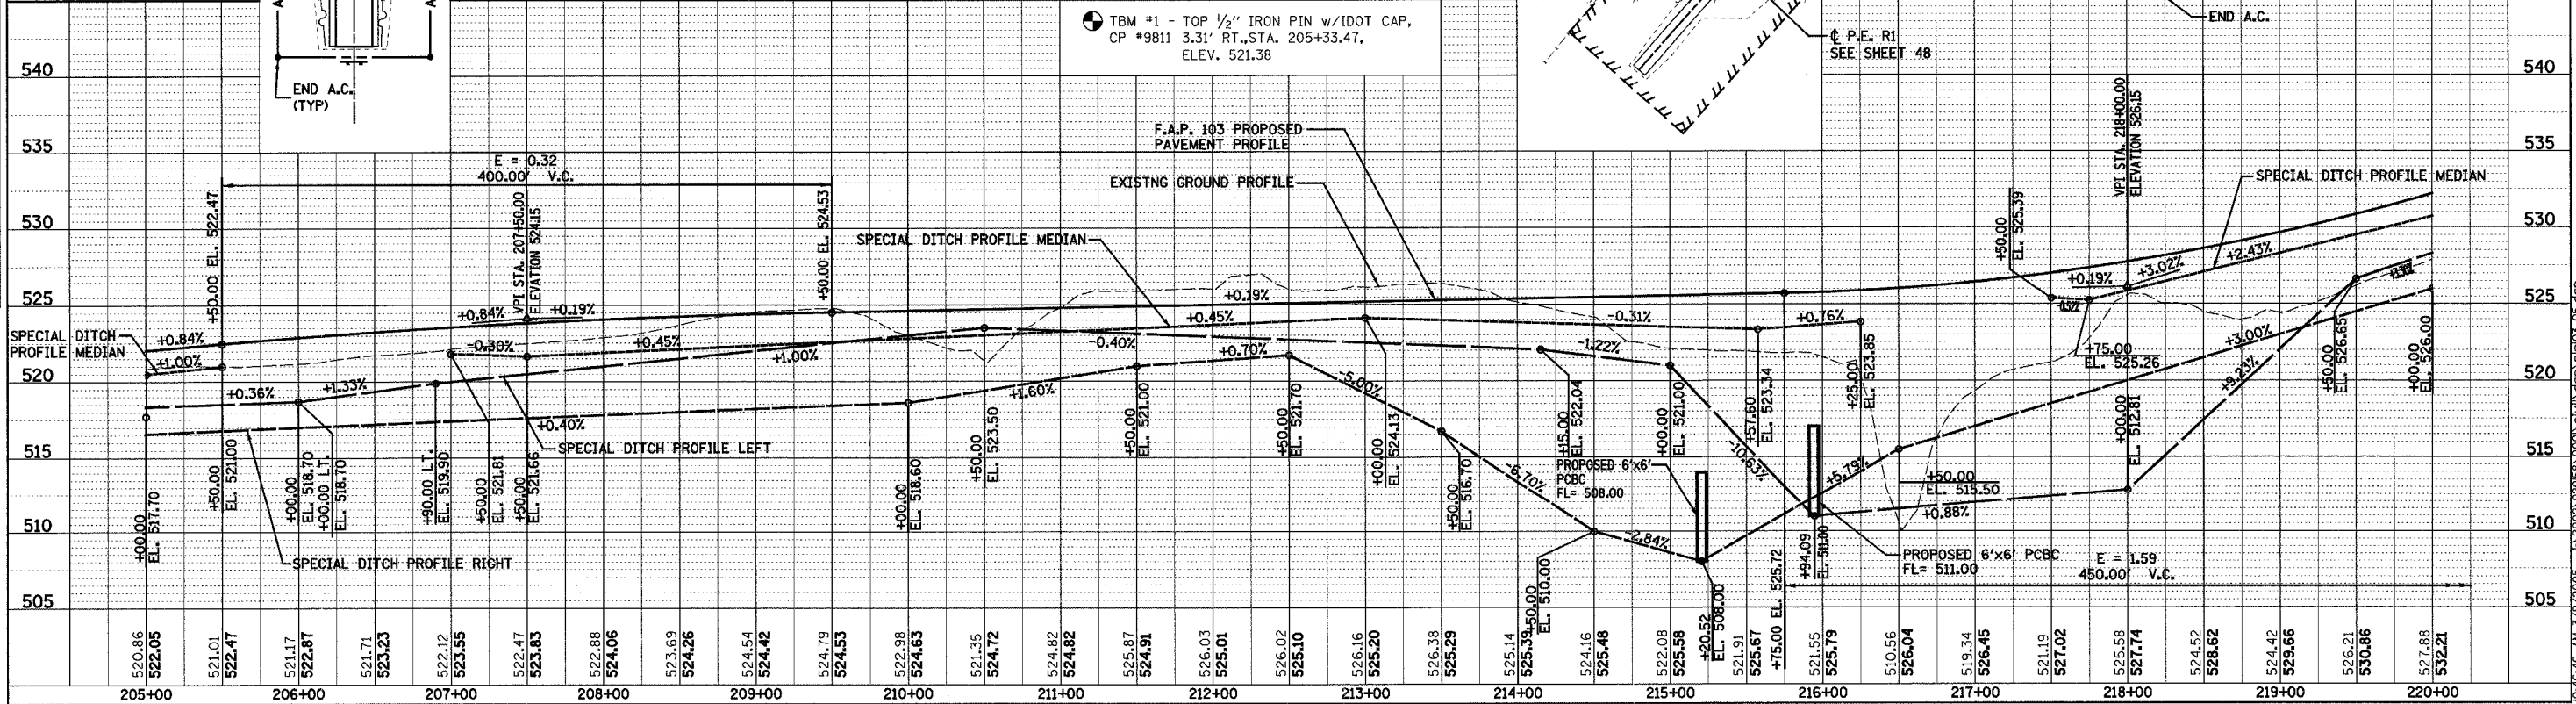 A
A
END A.C.
(TYP)
TBM #1 - TOP 1/2" IRON PIN w/IDOT CAP,
CP #9811 3.31' RT.,STA. 205+33.47,
ELEV. 521.38
℄ P.E. R1
SEE SHEET 48
END A.C.
540
540
535
535
530
530
525
525
520
520
515
515
510
510
505
505
E = 0.32
400.00' V.C.
F.A.P. 103 PROPOSED
PAVEMENT PROFILE
EXISTNG GROUND PROFILE
SPECIAL DITCH PROFILE MEDIAN
SPECIAL DITCH PROFILE MEDIAN
SPECIAL DITCH
PROFILE MEDIAN
+50.00 EL. 522.47
VPI STA. 207+50.00
ELEVATION 524.15
+50.00 EL. 524.53
+50.00
EL. 525.39
VPI STA. 218+00.00
ELEVATION 526.15
+0.84%
+1.00%
+0.36%
+1.33%
+0.84%
+0.19%
-0.30%
+0.45%
+1.00%
+0.40%
+0.19%
+0.45%
-0.40%
+0.70%
+1.60%
-5.00%
-6.70%
-2.84%
-0.31%
-1.22%
+0.76%
-10.63%
+5.79%
+0.88%
+0.19%
+3.02%
+2.43%
+3.00%
+9.23%
+75.00
EL. 525.26
+00.00
EL. 517.70
+50.00
EL. 521.00
+00.00
EL. 518.70
+00.00 LT.
EL. 518.70
+90.00 LT.
EL. 519.90
+50.00
EL. 521.81
+50.00
EL. 521.66
SPECIAL DITCH PROFILE LEFT
SPECIAL DITCH PROFILE RIGHT
+00.00
EL. 518.60
+50.00
EL. 523.50
+50.00
EL. 521.00
+50.00
EL. 521.70
+00.00
EL. 524.13
+50.00
EL. 516.70
+15.00
EL. 522.04
PROPOSED 6'x6'
PCBC
FL= 508.00
+50.00
EL. 510.00
+00.00
EL. 521.00
+20.52
EL. 508.00
+57.60
EL. 523.34
+75.00 EL. 525.72
+94.09
EL. 511.00
+25.00
EL. 523.85
+50.00
EL. 515.50
PROPOSED 6'x6' PCBC
FL= 511.00
E = 1.59
450.00' V.C.
+00.00
EL. 512.81
+50.00
EL. 526.65
+00.00
EL. 526.00
520.86
522.05
521.01
522.47
521.17
522.87
521.71
523.23
522.12
523.55
522.47
523.83
522.88
524.06
523.69
524.26
524.54
524.42
524.79
524.53
522.98
524.63
521.35
524.72
524.82
524.82
525.87
524.91
526.03
525.01
526.02
525.10
526.16
525.20
526.38
525.29
525.14
525.39
524.16
525.48
522.08
525.58
521.91
525.67
521.55
525.79
510.56
526.04
519.34
526.45
521.19
527.02
525.58
527.74
524.52
528.62
524.42
529.66
526.21
530.86
527.88
532.21
205+00
206+00
207+00
208+00
209+00
210+00
211+00
212+00
213+00
214+00
215+00
216+00
217+00
218+00
219+00
220+00